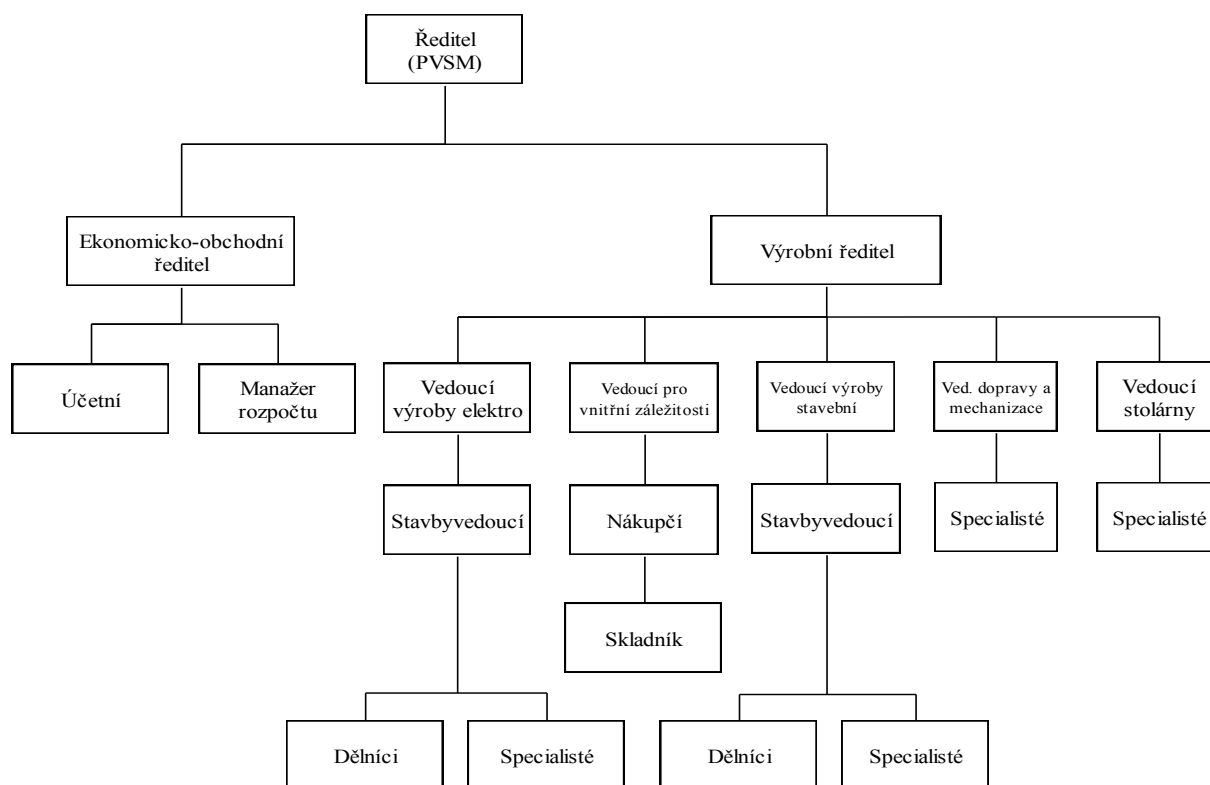 Ředitel
(PVSM)
Ekonomicko-obchodní
ředitel
Výrobní ředitel
Účetní
Manažer
rozpočtu
Vedoucí
výroby elektro
Vedoucí pro
vnitřní záležitosti
Vedoucí výroby
stavební
Ved. dopravy a
mechanizace
Vedoucí
stolárny
Stavbyvedoucí
Nákupčí
Stavbyvedoucí
Specialisté
Specialisté
Skladník
Dělníci
Specialisté
Dělníci
Specialisté